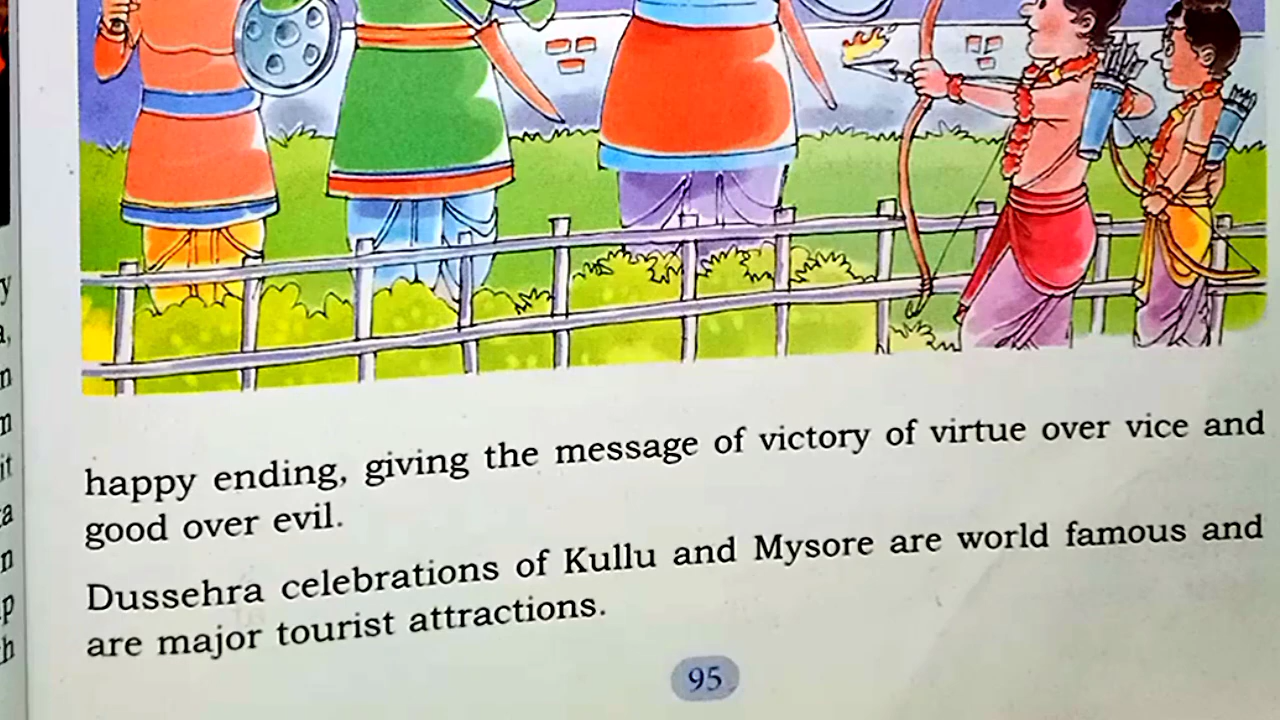 happy ending, giving the message of victory of virtue over vice and
good over evil.
Dussehra celebrations of Kullu and Mysore are world famous and
are major tourist attractions.
95